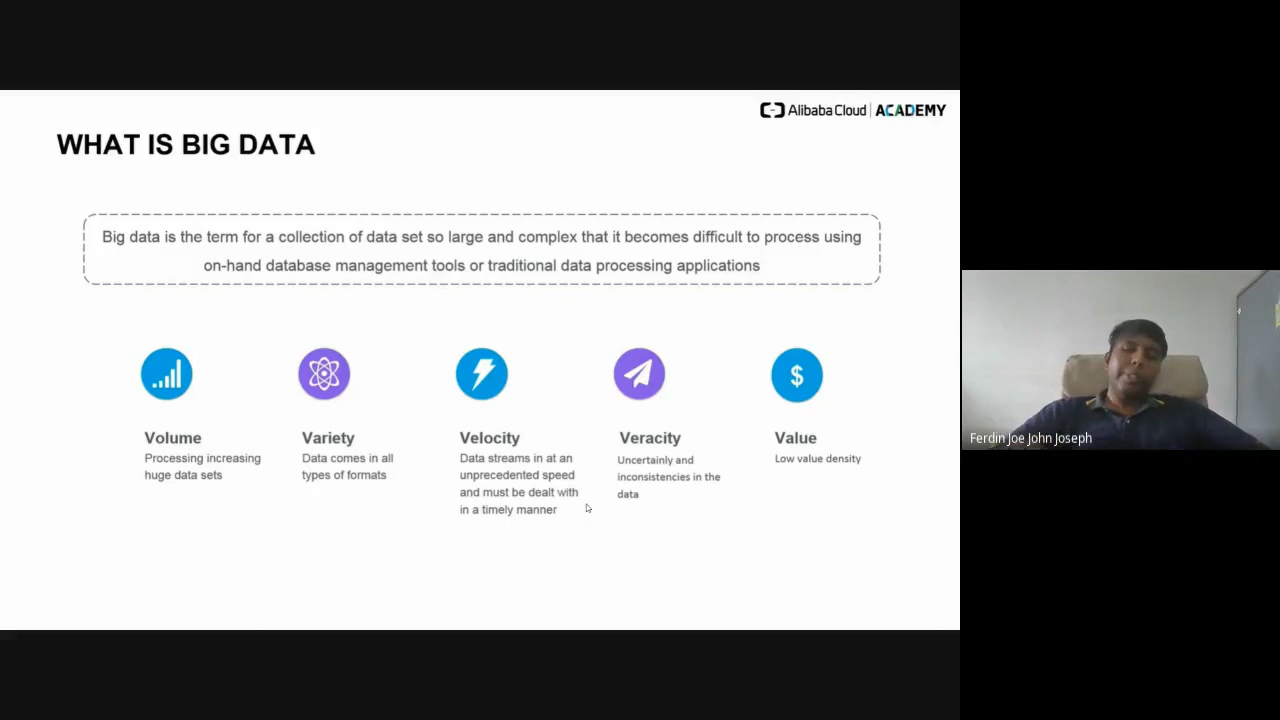 Alibaba Cloud | ACADEMY
WHAT IS BIG DATA
Big data is the term for a collection of data set so large and complex that it becomes difficult to process using
on-hand database management tools or traditional data processing applications
Volume
Processing increasing
huge data sets
Variety
Data comes in all
types of formats
Velocity
Data streams in at an
unprecedented speed
and must be dealt with
in a timely manner
Veracity
Uncertainly and
inconsistencies in the
data
$
Value
Low value density
Ferdin Joe John Joseph